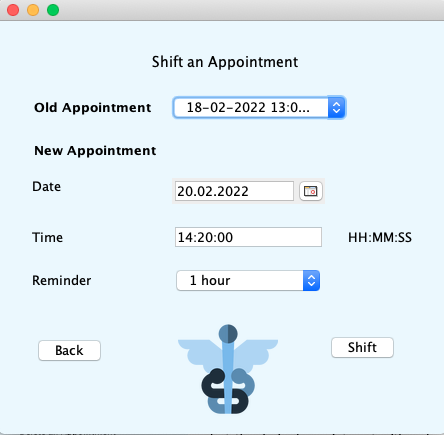 Shift an Appointment
Old Appointment 18-02-2022 13:0...
New Appointment
Date 20.02.2022
Time 14:20:00 HH:MM:SS
Reminder 1 hour
Back Shift